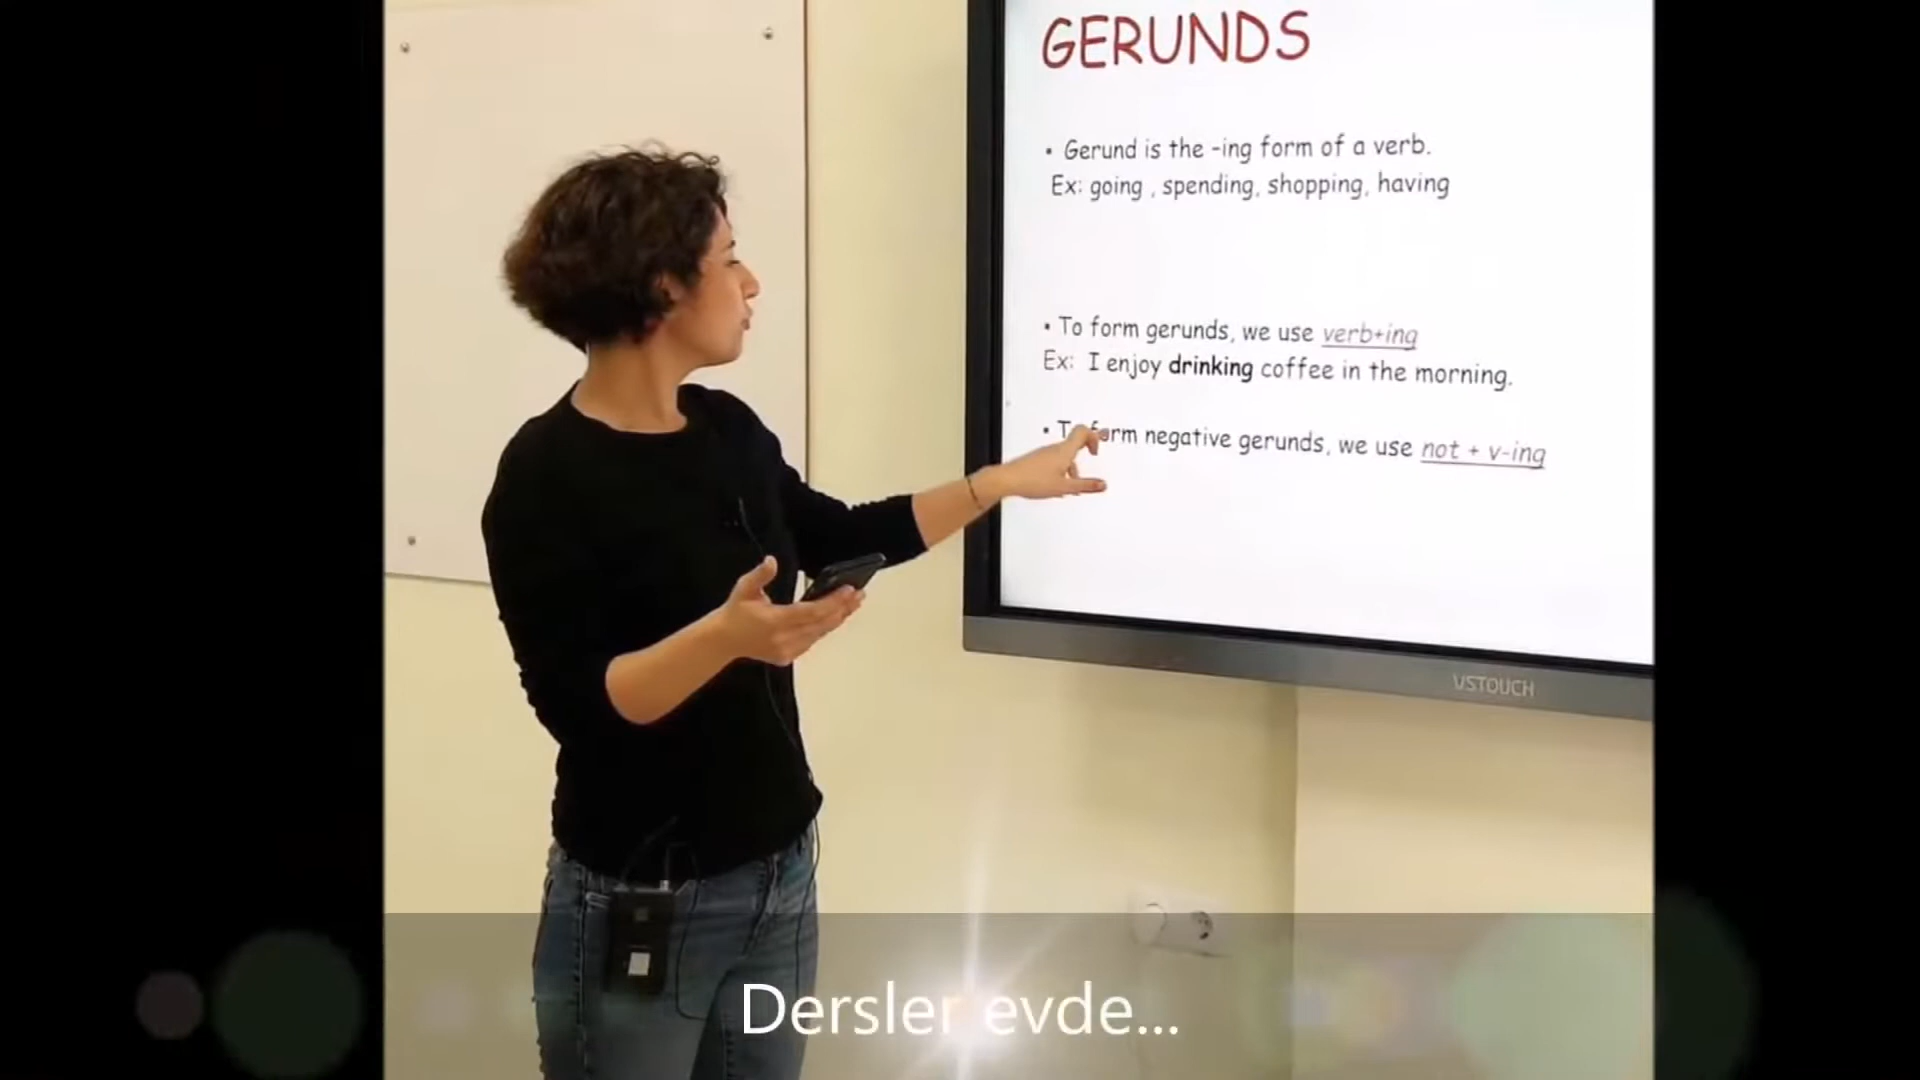 GERUNDS
• Gerund is the -ing form of a verb.
Ex: going , spending, shopping, having
• To form gerunds, we use verb+ing
Ex: I enjoy drinking coffee in the morning.
• To form negative gerunds, we use not + v-ing
VSTOUCH
Dersler evde...